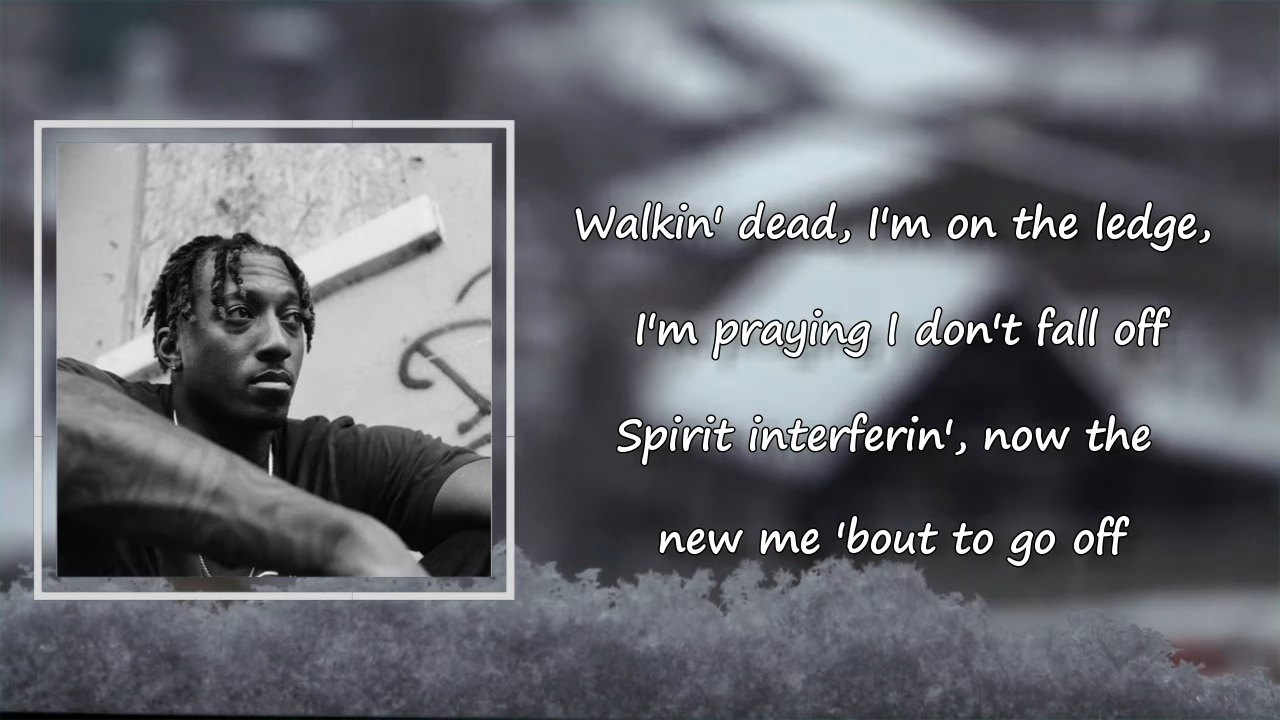 Walkin' dead, I'm on the ledge,
I'm praying I don't fall off
Spirit interferin', now the
new me 'bout to go off